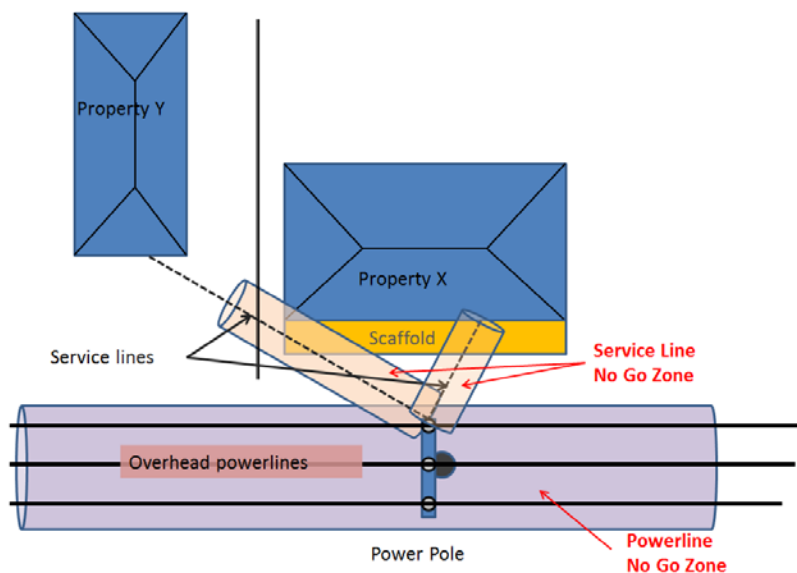 Property Y
Property X
Scaffold
Service lines
Service Line
No Go Zone
Overhead powerlines
Power Pole
Powerline
No Go Zone